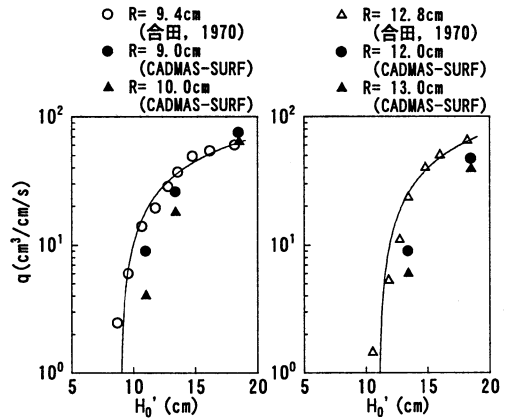 ○ R= 9.4cm
(合田, 1970)
● R= 9.0cm
(CADMAS-SURF)
▲ R= 10.0cm
(CADMAS-SURF)
△ R= 12.8cm
(合田, 1970)
● R= 12.0cm
(CADMAS-SURF)
▲ R= 13.0cm
(CADMAS-SURF)
q(cm³/cm/s)
10²
10¹
10⁰
5 10 15 20
H₀'(cm)
10²
10¹
10⁰
5 10 15 20
H₀'(cm)